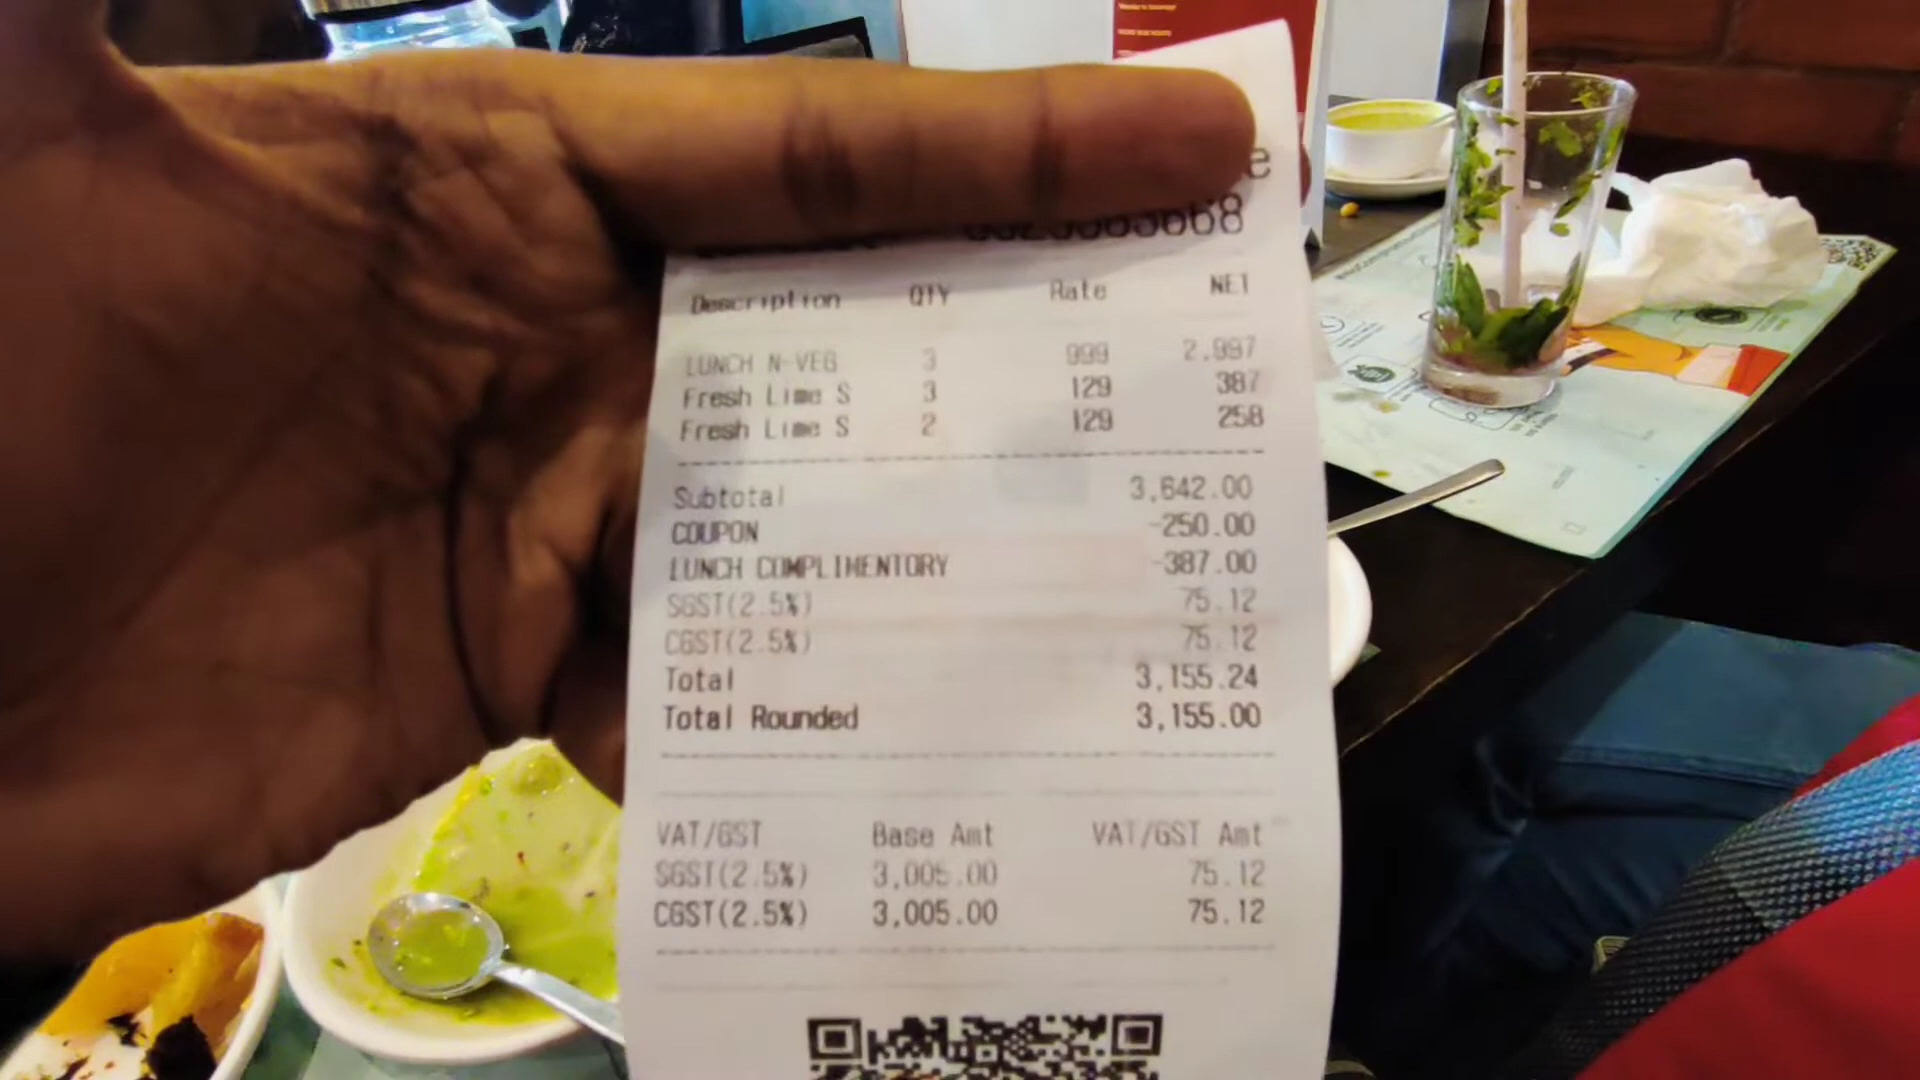 Description QTY Rate NET
LUNCH N-VEG 3 999 2,997
Fresh Lime S 3 129 387
Fresh Lime S 2 129 258
Subtotal 3,642.00
COUPON -250.00
LUNCH COMPLIMENTORY -387.00
SGST(2.5%) 75.12
CGST(2.5%) 75.12
Total 3,155.24
Total Rounded 3,155.00
VAT/GST Base Amt VAT/GST Amt
SGST(2.5%) 3,005.00 75.12
CGST(2.5%) 3,005.00 75.12